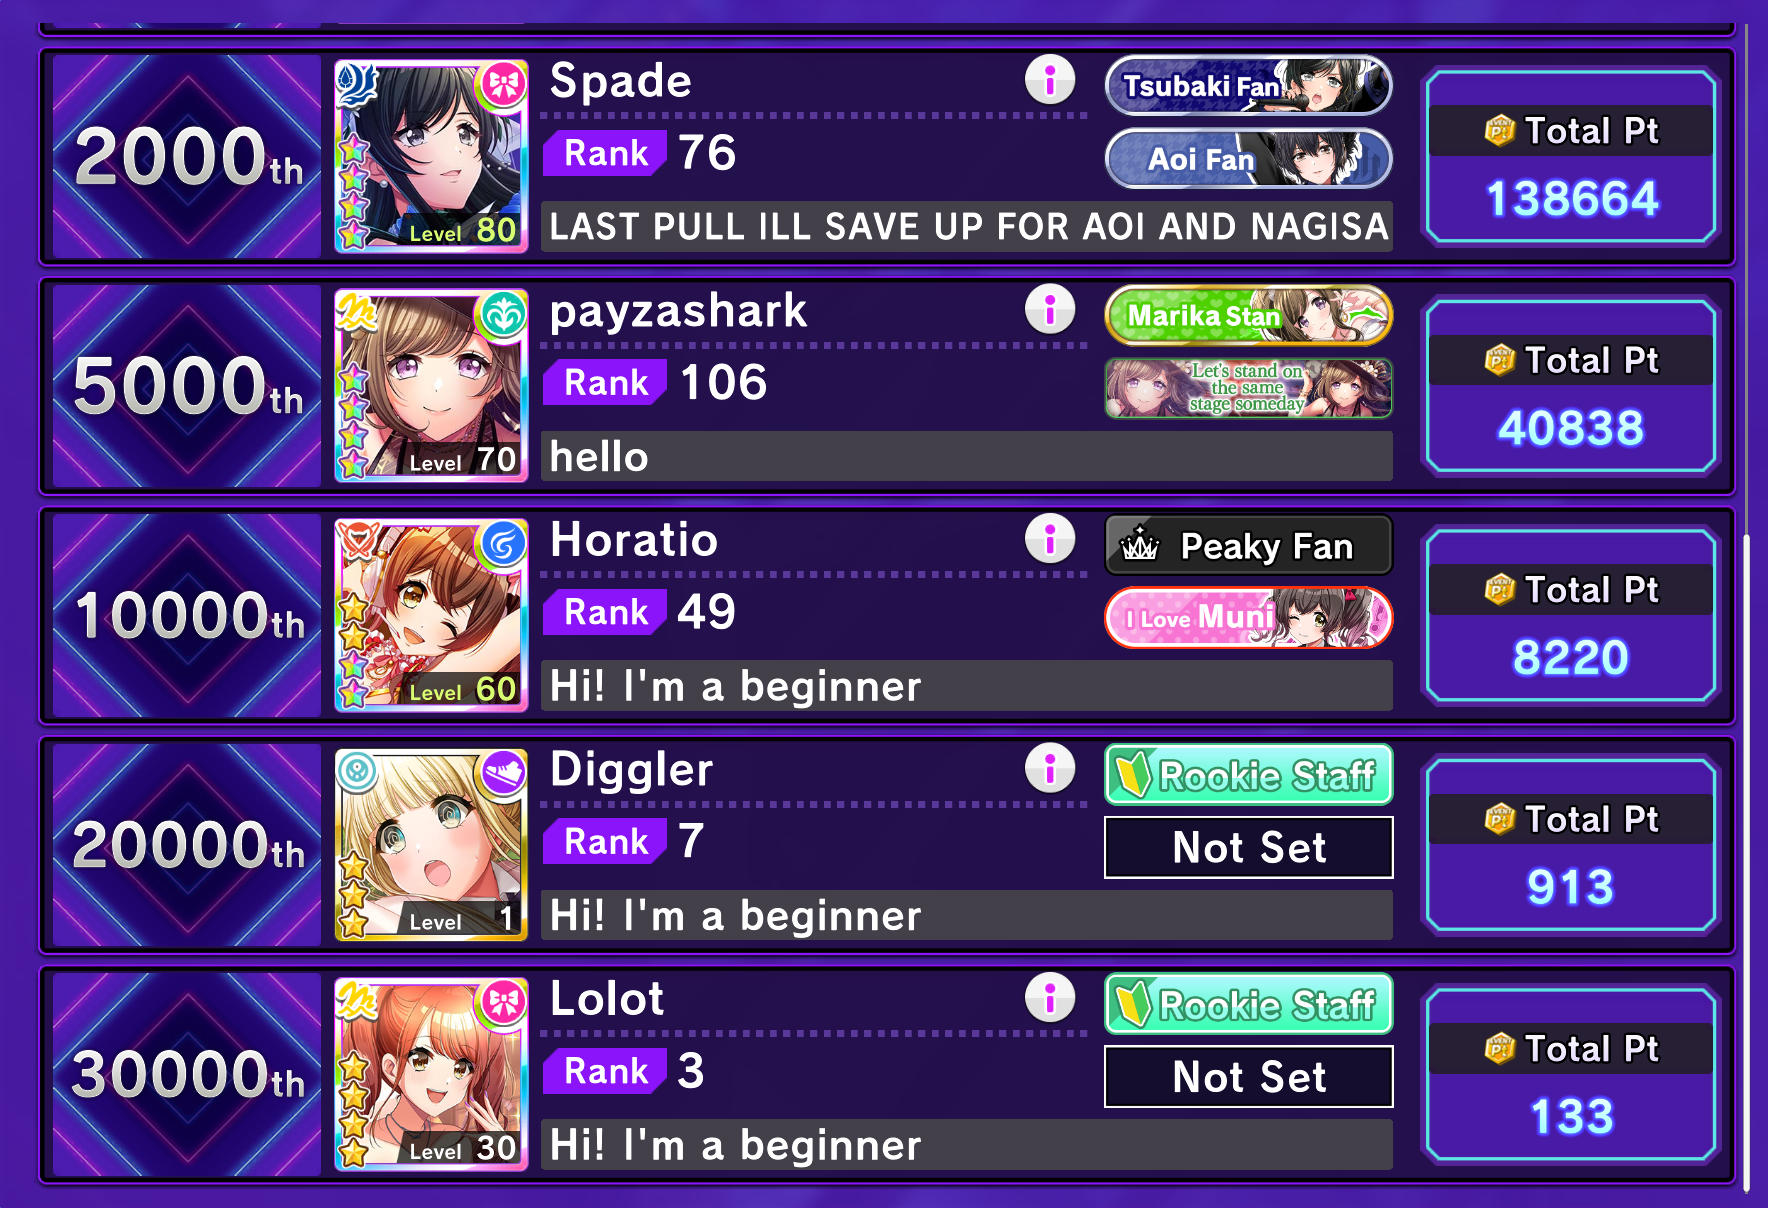 2000th
Spade
Rank 76
Level 80
LAST PULL ILL SAVE UP FOR AOI AND NAGISA
Tsubaki Fan
Aoi Fan
Total Pt
138664
5000th
payzashark
Rank 106
Level 70
hello
Marika Stan
Let's stand on
the same
stage someday
Total Pt
40838
10000th
Horatio
Rank 49
Level 60
Hi! I'm a beginner
Peaky Fan
I Love Muni
Total Pt
8220
20000th
Diggler
Rank 7
Level 1
Hi! I'm a beginner
Rookie Staff
Not Set
Total Pt
913
30000th
Lolot
Rank 3
Level 30
Hi! I'm a beginner
Rookie Staff
Not Set
Total Pt
133